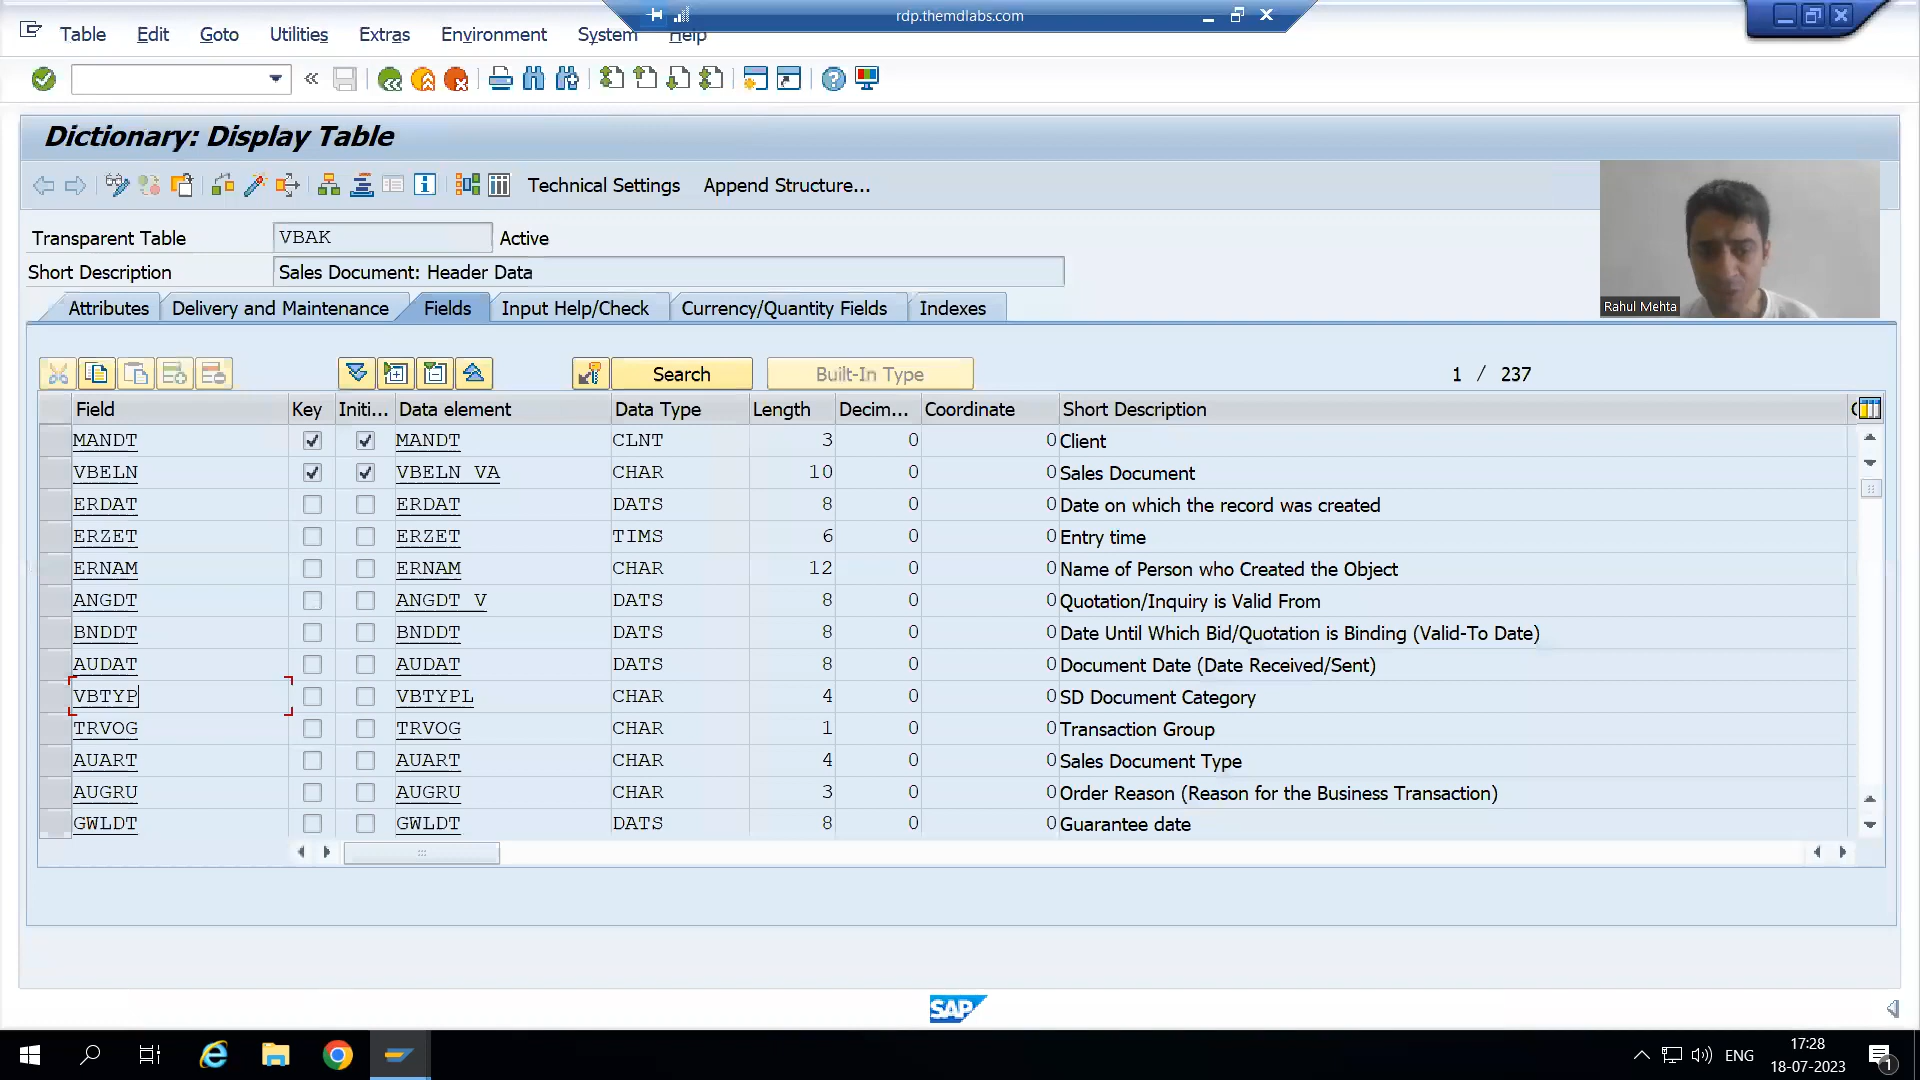 rdp.themdlabs.com
Table Edit Goto Utilities Extras Environment System Help
Dictionary: Display Table
Technical Settings Append Structure...
Transparent Table VBAK Active
Short Description Sales Document: Header Data
Rahul Mehta
Attributes Delivery and Maintenance Fields Input Help/Check Currency/Quantity Fields Indexes
Search Built-In Type 1 / 237
Field Key Initi... Data element Data Type Length Decim... Coordinate Short Description
MANDT MANDT CLNT 3 0 0 Client
VBELN VBELN_VA CHAR 10 0 0 Sales Document
ERDAT ERDAT DATS 8 0 0 Date on which the record was created
ERZET ERZET TIMS 6 0 0 Entry time
ERNAM ERNAM CHAR 12 0 0 Name of Person who Created the Object
ANGDT ANGDT_V DATS 8 0 0 Quotation/Inquiry is Valid From
BNDDT BNDDT DATS 8 0 0 Date Until Which Bid/Quotation is Binding (Valid-To Date)
AUDAT AUDAT DATS 8 0 0 Document Date (Date Received/Sent)
VBTYP VBTYPL CHAR 4 0 0 SD Document Category
TRVOG TRVOG CHAR 1 0 0 Transaction Group
AUART AUART CHAR 4 0 0 Sales Document Type
AUGRU AUGRU CHAR 3 0 0 Order Reason (Reason for the Business Transaction)
GWLDT GWLDT DATS 8 0 0 Guarantee date
SAP
ENG 17:28
18-07-2023 1